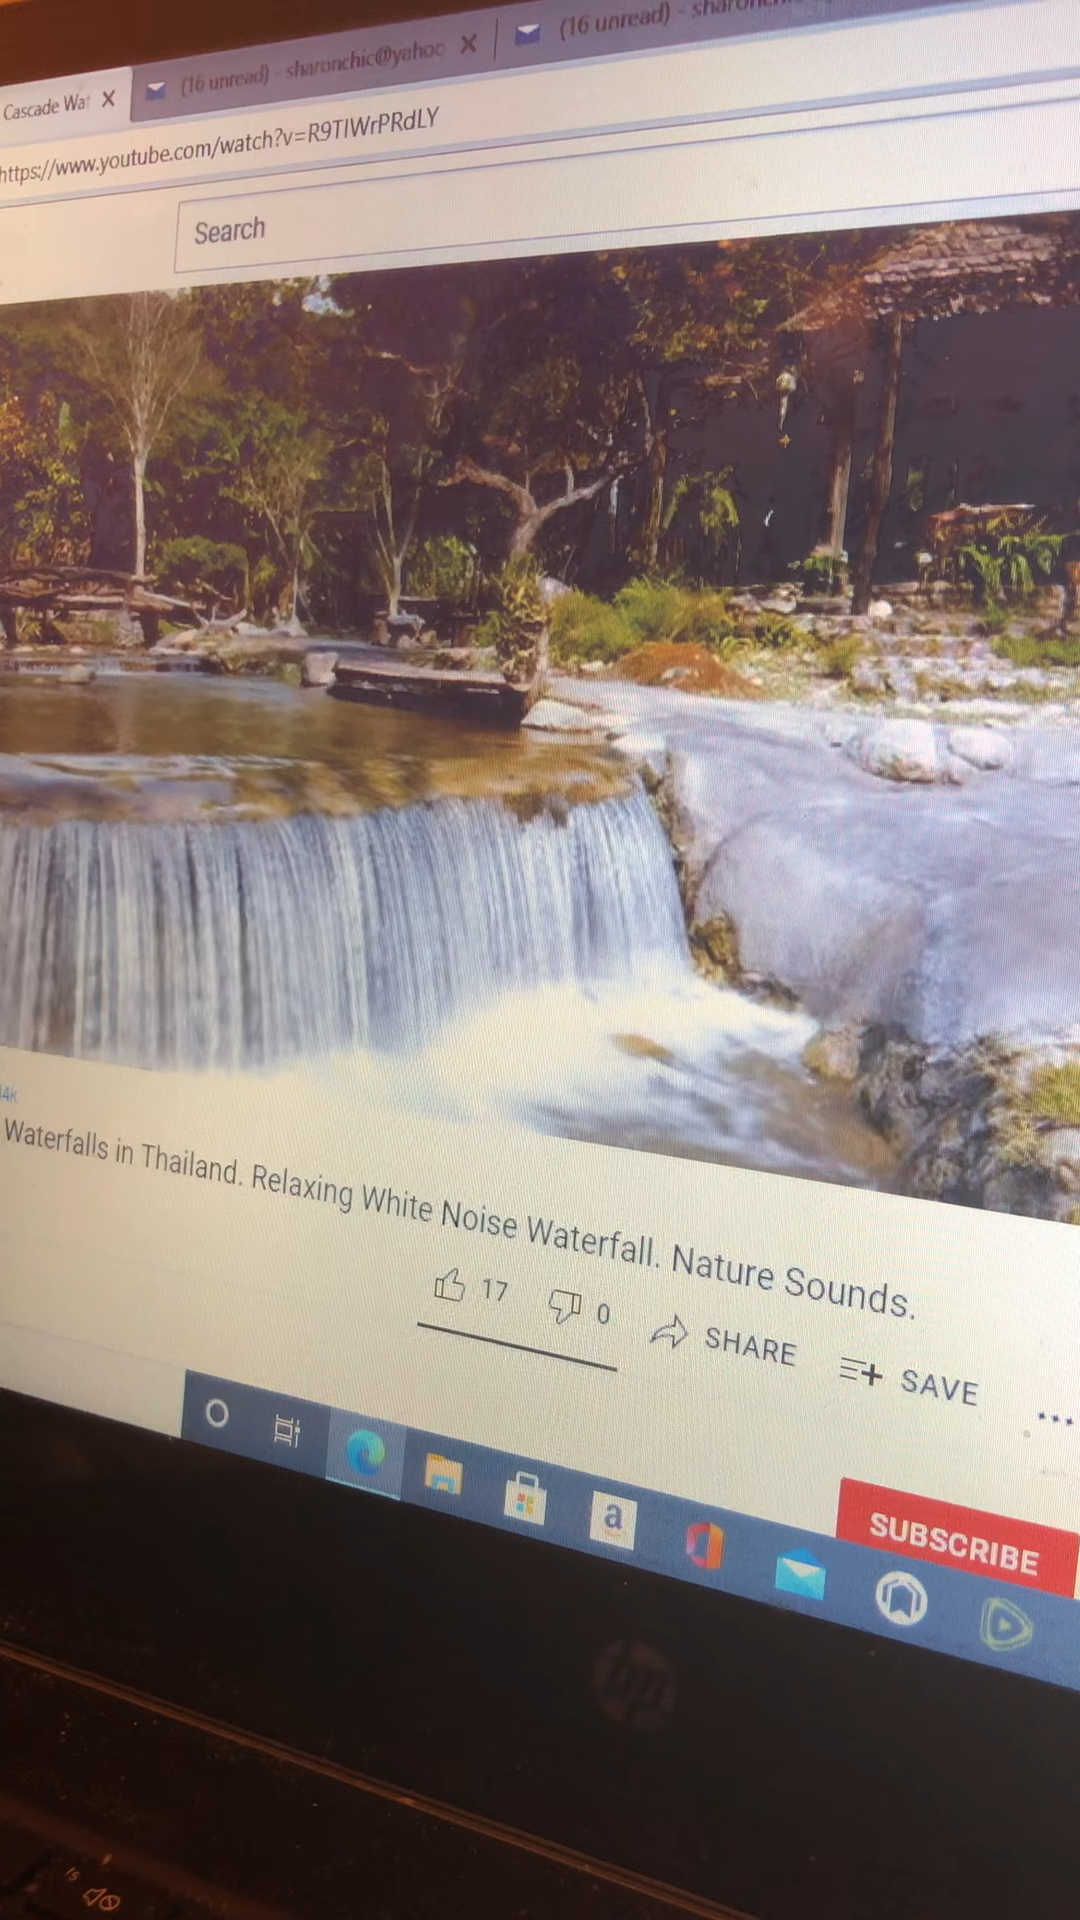 Cascade Wat
(16 unread) - sharonchic@yahoo
(16 unread) -
https://www.youtube.com/watch?v=R9TIWrPRdLY
Search
Waterfalls in Thailand. Relaxing White Noise Waterfall. Nature Sounds.
17 0 SHARE SAVE ...
a
SUBSCRIBE
hp